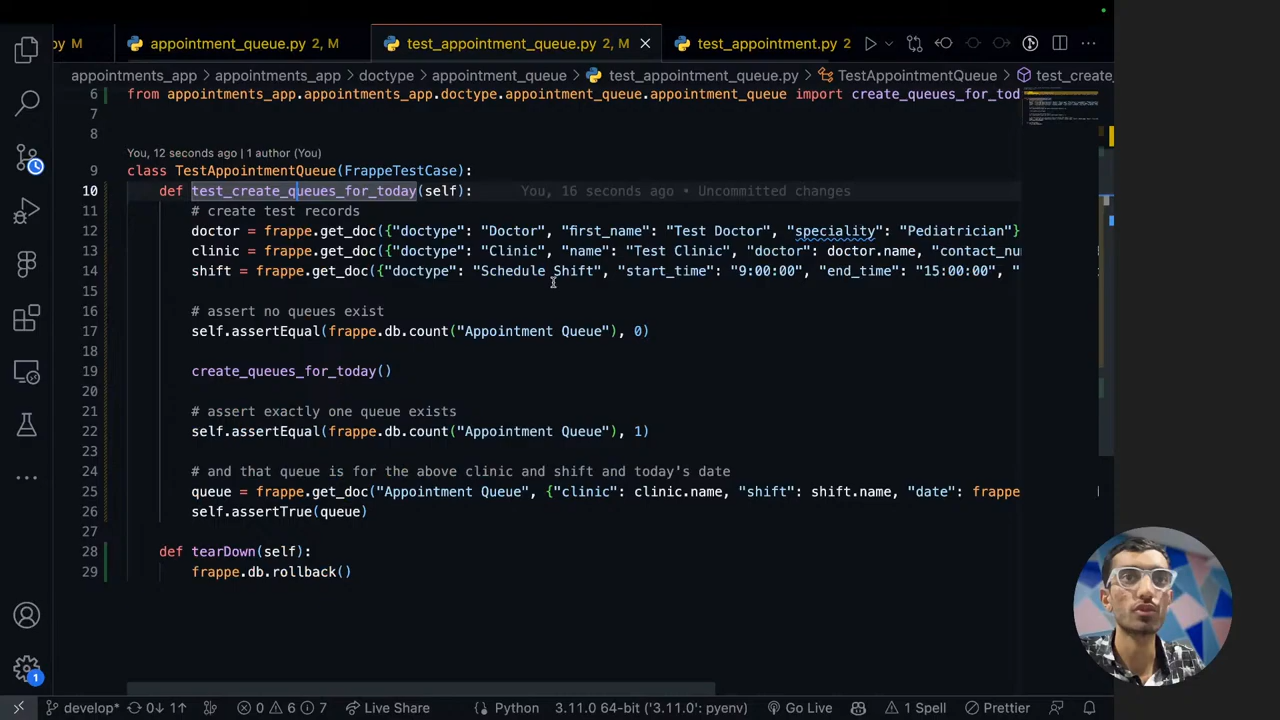 py M
appointment_queue.py 2, M
test_appointment_queue.py 2, M
test_appointment.py 2
appointments_app > appointments_app > doctype > appointment_queue > test_appointment_queue.py > TestAppointmentQueue > test_create_
6 from appointments_app.appointments_app.doctype.appointment_queue.appointment_queue import create_queues_for_tod
7
8
You, 12 seconds ago | 1 author (You)
9 class TestAppointmentQueue(FrappeTestCase):
10 def test_create_queues_for_today(self): You, 16 seconds ago • Uncommitted changes
11 # create test records
12 doctor = frappe.get_doc({"doctype": "Doctor", "first_name": "Test Doctor", "speciality": "Pediatrician"}
13 clinic = frappe.get_doc({"doctype": "Clinic", "name": "Test Clinic", "doctor": doctor.name, "contact_nu
14 shift = frappe.get_doc({"doctype": "Schedule Shift", "start_time": "9:00:00", "end_time": "15:00:00", "
15
16 # assert no queues exist
17 self.assertEqual(frappe.db.count("Appointment Queue"), 0)
18
19 create_queues_for_today()
20
21 # assert exactly one queue exists
22 self.assertEqual(frappe.db.count("Appointment Queue"), 1)
23
24 # and that queue is for the above clinic and shift and today's date
25 queue = frappe.get_doc("Appointment Queue", {"clinic": clinic.name, "shift": shift.name, "date": frappe
26 self.assertTrue(queue)
27
28 def tearDown(self):
29 frappe.db.rollback()
1
develop* 0↓ 1↑ 0 6 7 Live Share Python 3.11.0 64-bit ('3.11.0': pyenv) Go Live 1 Spell Prettier